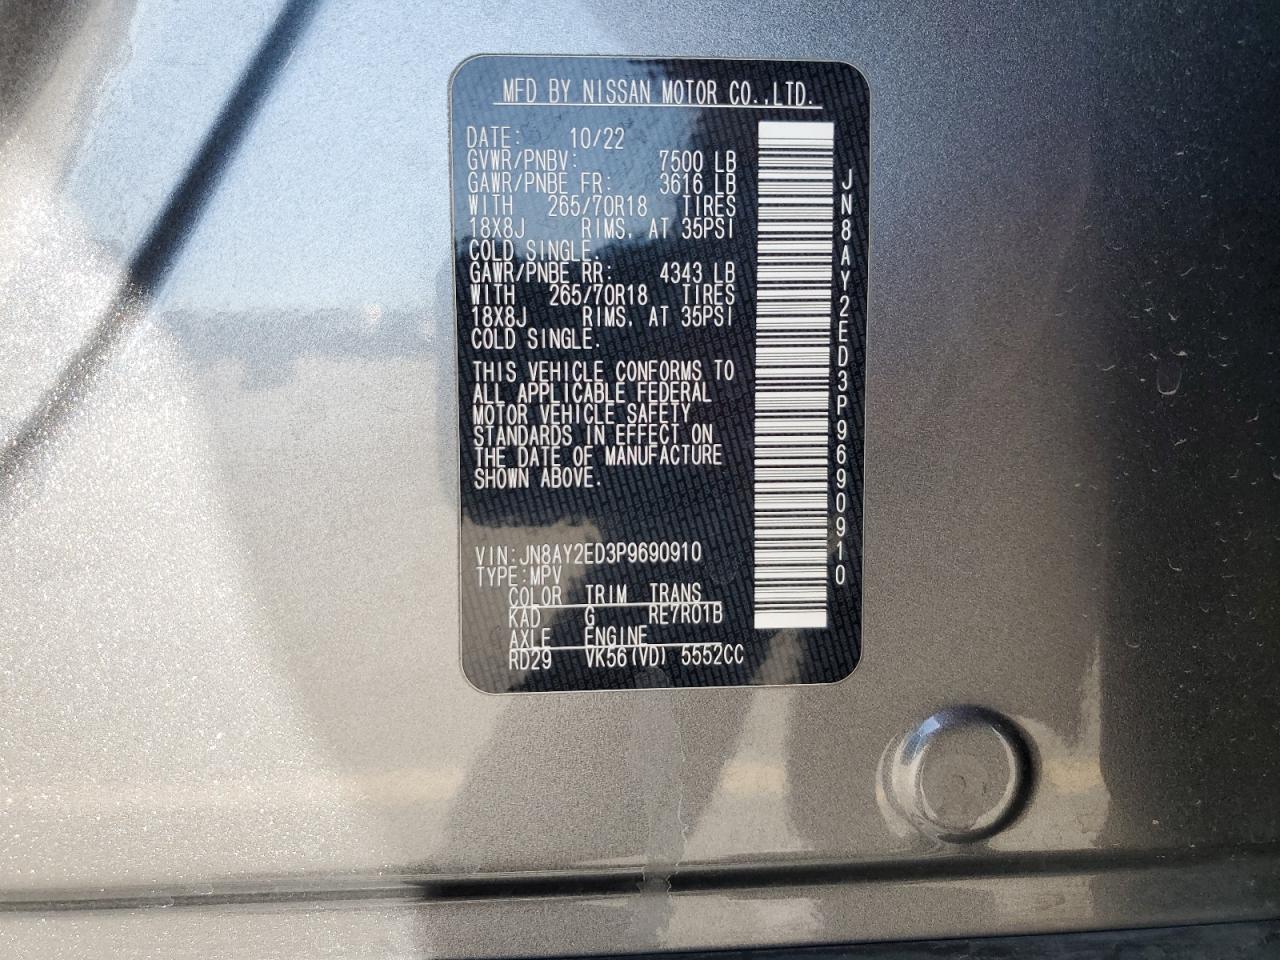 MFD BY NISSAN MOTOR CO.,LTD.
DATE: 10/22
GVWR/PNBV: 7500 LB
GAWR/PNBE FR: 3616 LB
WITH 265/70R18 TIRES
18X8J RIMS. AT 35PSI
COLD SINGLE.
GAWR/PNBE RR: 4343 LB
WITH 265/70R18 TIRES
18X8J RIMS. AT 35PSI
COLD SINGLE.
THIS VEHICLE CONFORMS TO
ALL APPLICABLE FEDERAL
MOTOR VEHICLE SAFETY
STANDARDS IN EFFECT ON
THE DATE OF MANUFACTURE
SHOWN ABOVE.
VIN:JN8AY2ED3P9690910
TYPE:MPV
COLOR TRIM TRANS
KAD G RE7R01B
AXLE ENGINE
RD29 VK56(VD) 5552CC
JN8AY2ED3P9690910